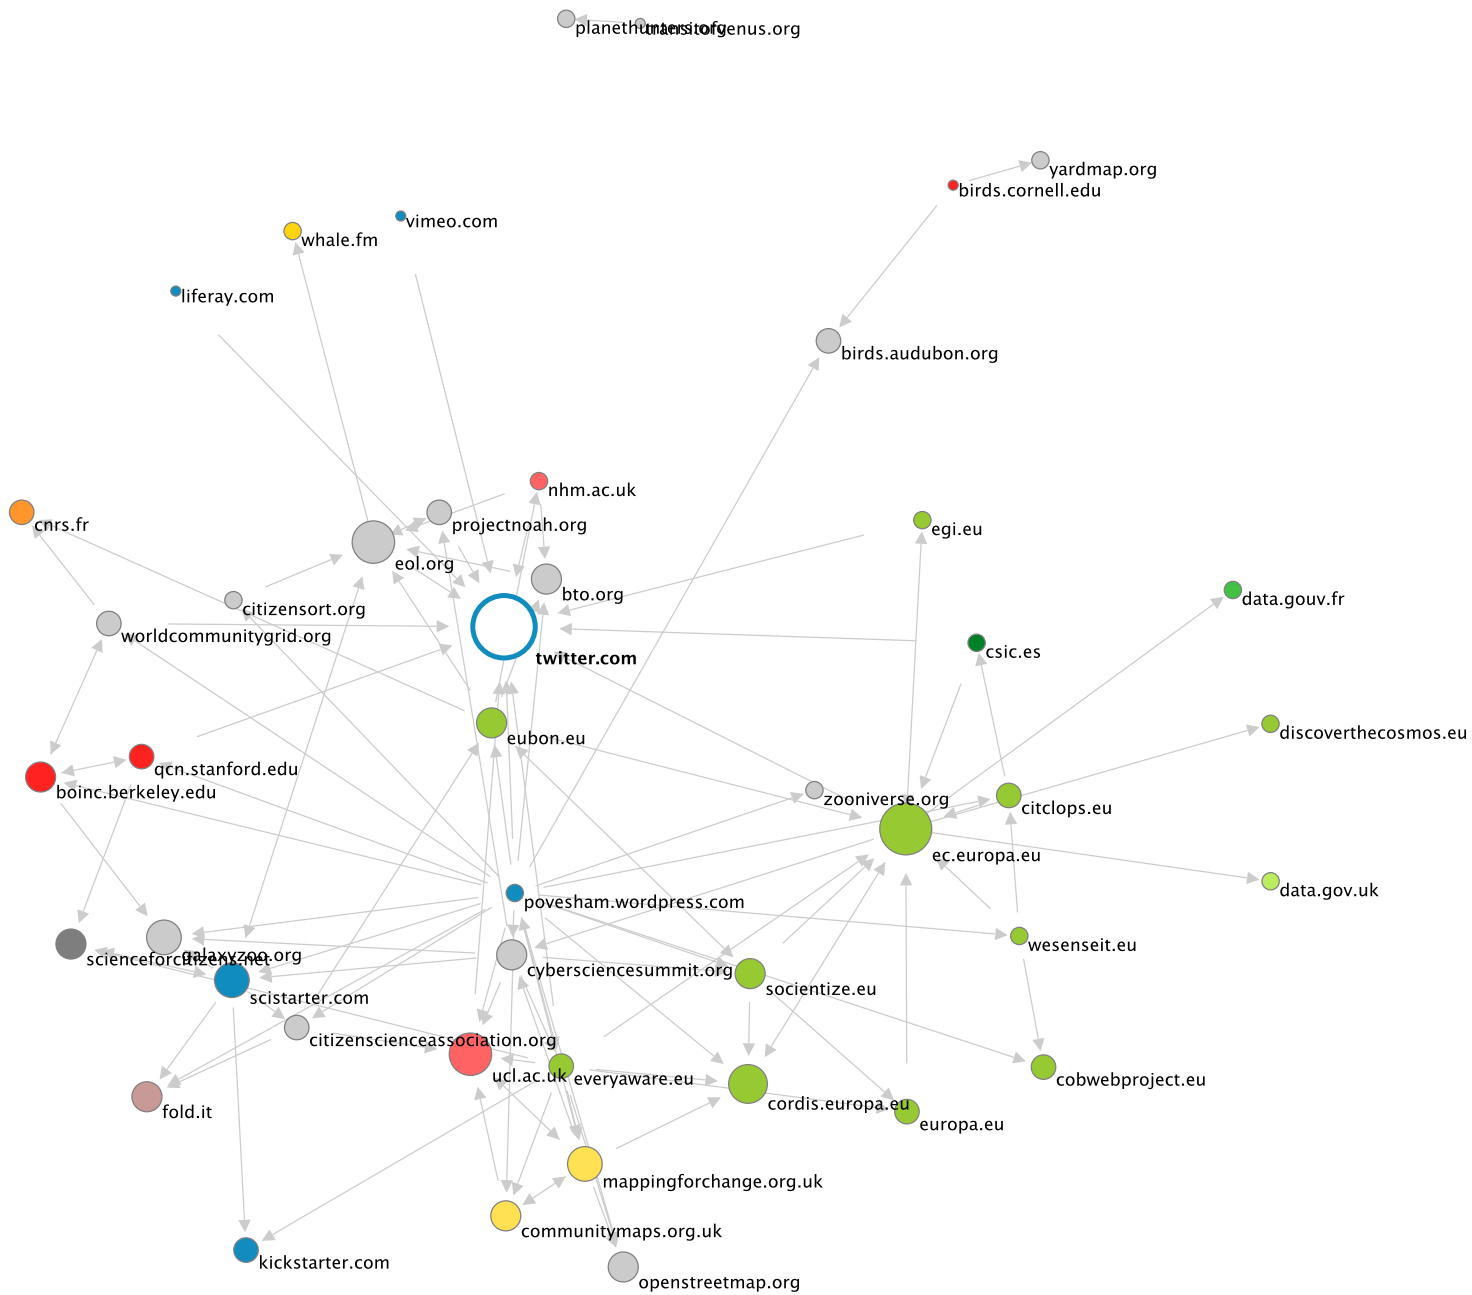 planethunters.org
transitofvenus.org
yardmap.org
birds.cornell.edu
vimeo.com
whale.fm
liferay.com
birds.audubon.org
nhm.ac.uk
cnrs.fr
projectnoah.org
egi.eu
eol.org
bto.org
data.gouv.fr
citizensort.org
worldcommunitygrid.org
csic.es
twitter.com
discoverthecosmos.eu
eubon.eu
qcn.stanford.edu
boinc.berkeley.edu
zooniverse.org
citclops.eu
ec.europa.eu
data.gov.uk
povesham.wordpress.com
wesenseit.eu
galaxyzoo.org
scienceforcitizens.net
cybersciencesummit.org
socientize.eu
scistarter.com
citizenscienceassociation.org
ucl.ac.uk
everyaware.eu
cobwebproject.eu
cordis.europa.eu
fold.it
europa.eu
mappingforchange.org.uk
communitymaps.org.uk
kickstarter.com
openstreetmap.org